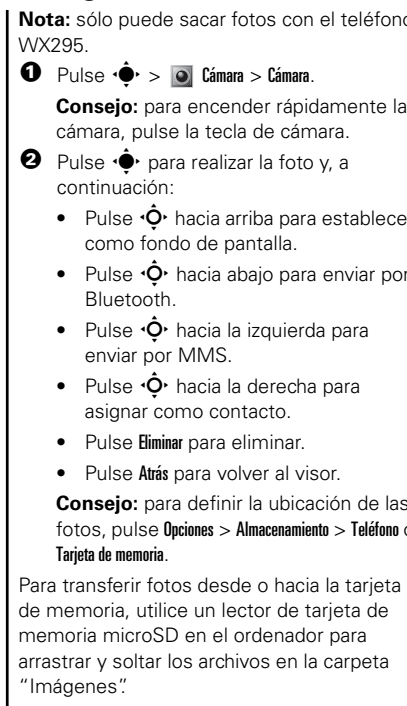 Nota: sólo puede sacar fotos con el teléfono
WX295.
1 Pulse > Cámara > Cámara.
Consejo: para encender rápidamente la
cámara, pulse la tecla de cámara.
2 Pulse para realizar la foto y, a
continuación:
• Pulse hacia arriba para establece
como fondo de pantalla.
• Pulse hacia abajo para enviar por
Bluetooth.
• Pulse hacia la izquierda para
enviar por MMS.
• Pulse hacia la derecha para
asignar como contacto.
• Pulse Eliminar para eliminar.
• Pulse Atrás para volver al visor.
Consejo: para definir la ubicación de las
fotos, pulse Opciones > Almacenamiento > Teléfono o
Tarjeta de memoria.
Para transferir fotos desde o hacia la tarjeta
de memoria, utilice un lector de tarjeta de
memoria microSD en el ordenador para
arrastrar y soltar los archivos en la carpeta
“Imágenes”.